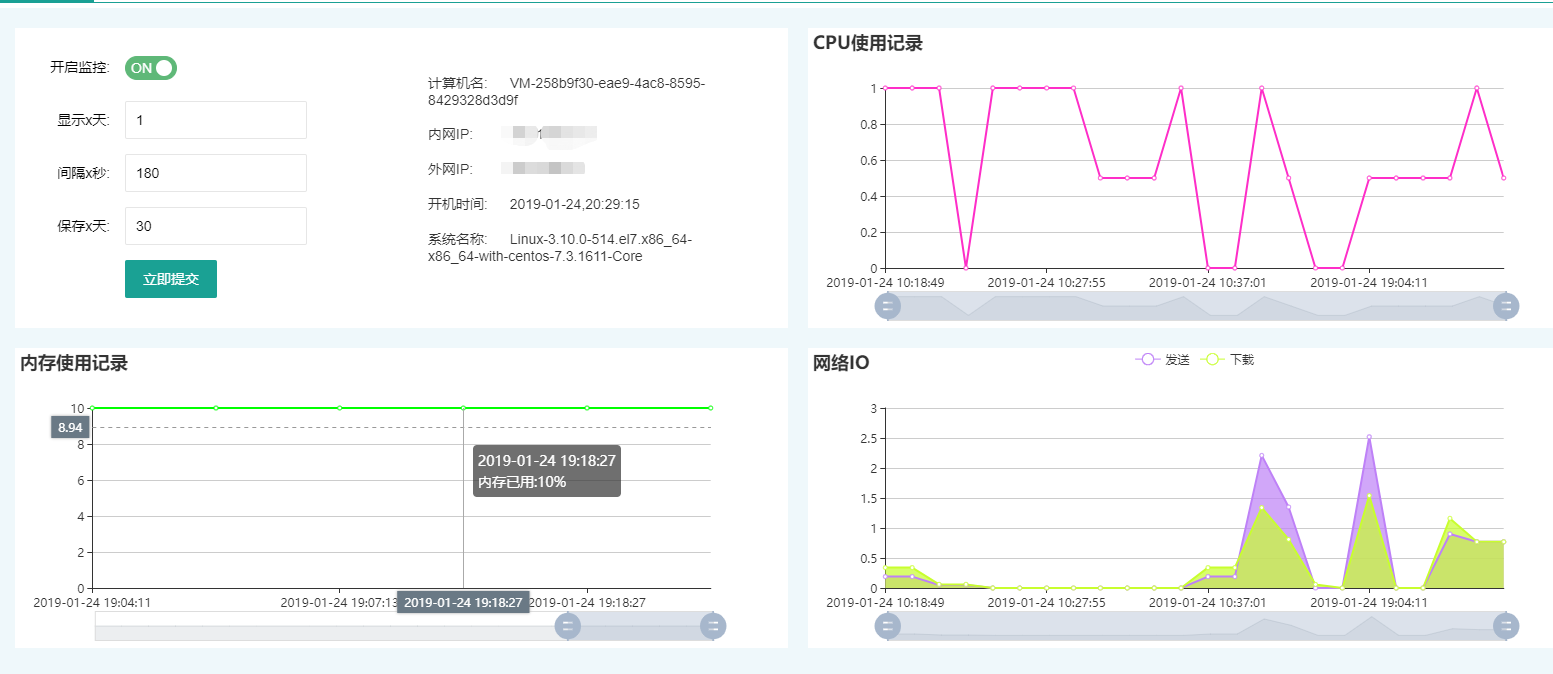 开启监控:
ON
显示x天:
1
间隔x秒:
180
保存x天:
30
立即提交
计算机名: VM-258b9f30-eae9-4ac8-8595-
8429328d3d9f
内网IP:
外网IP:
开机时间: 2019-01-24,20:29:15
系统名称: Linux-3.10.0-514.el7.x86_64-
x86_64-with-centos-7.3.1611-Core
CPU使用记录
1
0.8
0.6
0.4
0.2
0
2019-01-24 10:18:49 2019-01-24 10:27:55 2019-01-24 10:37:01 2019-01-24 19:04:11
内存使用记录
10
8.94
8
6
4
2
0
2019-01-24 19:18:27
内存已用:10%
2019-01-24 19:04:11 2019-01-24 19:07:13 2019-01-24 19:18:27 2019-01-24 19:18:27
网络IO
发送 下载
3
2.5
2
1.5
1
0.5
0
2019-01-24 10:18:49 2019-01-24 10:27:55 2019-01-24 10:37:01 2019-01-24 19:04:11